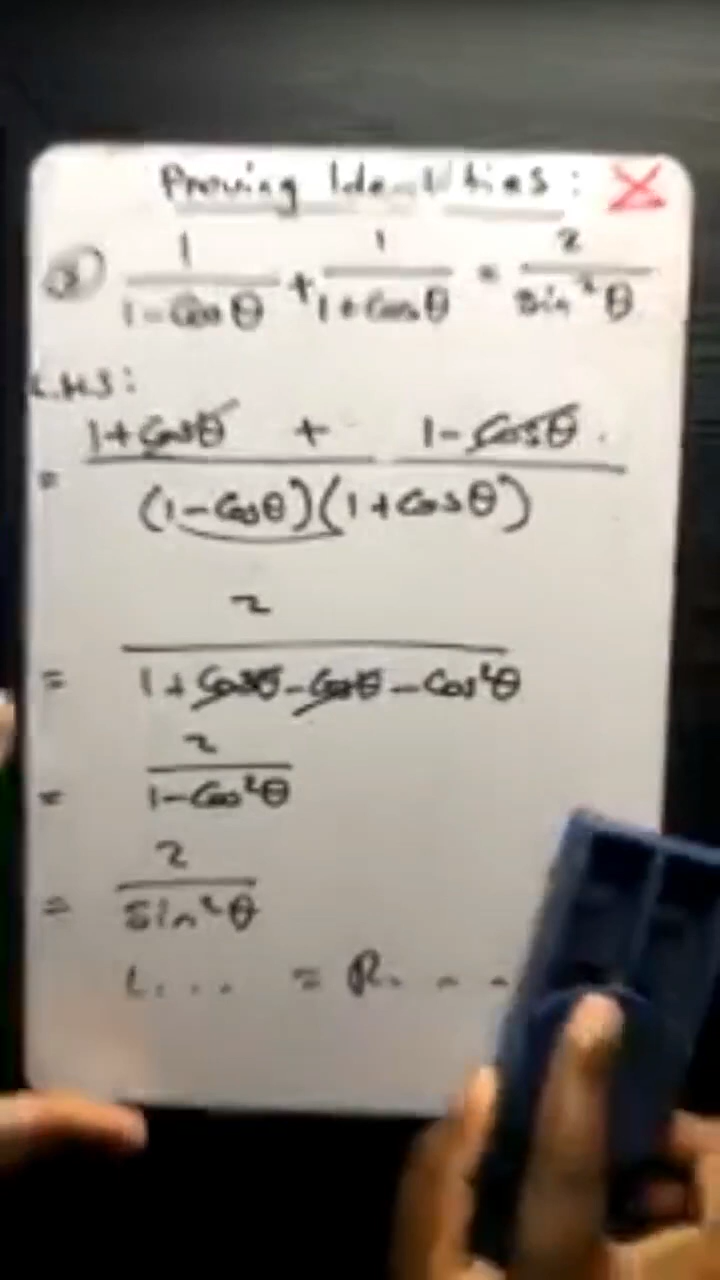 Proving Identities: X
1/(1-Cosθ) + 1/(1+Cosθ) = 2/sin²θ
L.H.S:
= (1+Cosθ + 1-Cosθ)/((1-Cosθ)(1+Cosθ))
= 2/(1+Cosθ-Cosθ-Cos²θ)
= 2/(1-Cos²θ)
= 2/sin²θ
L... = R...